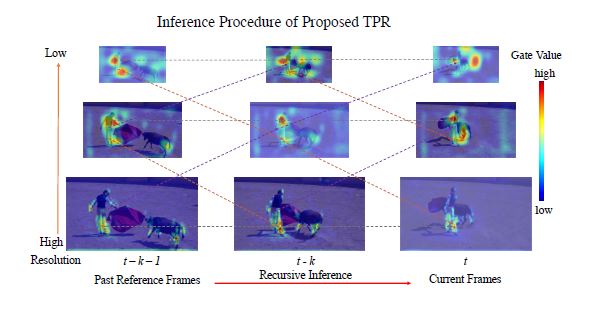 Inference Procedure of Proposed TPR
Low
Gate Value
high
low
High
Resolution
t – k – 1
t - k
t
Past Reference Frames
Recursive Inference
Current Frames